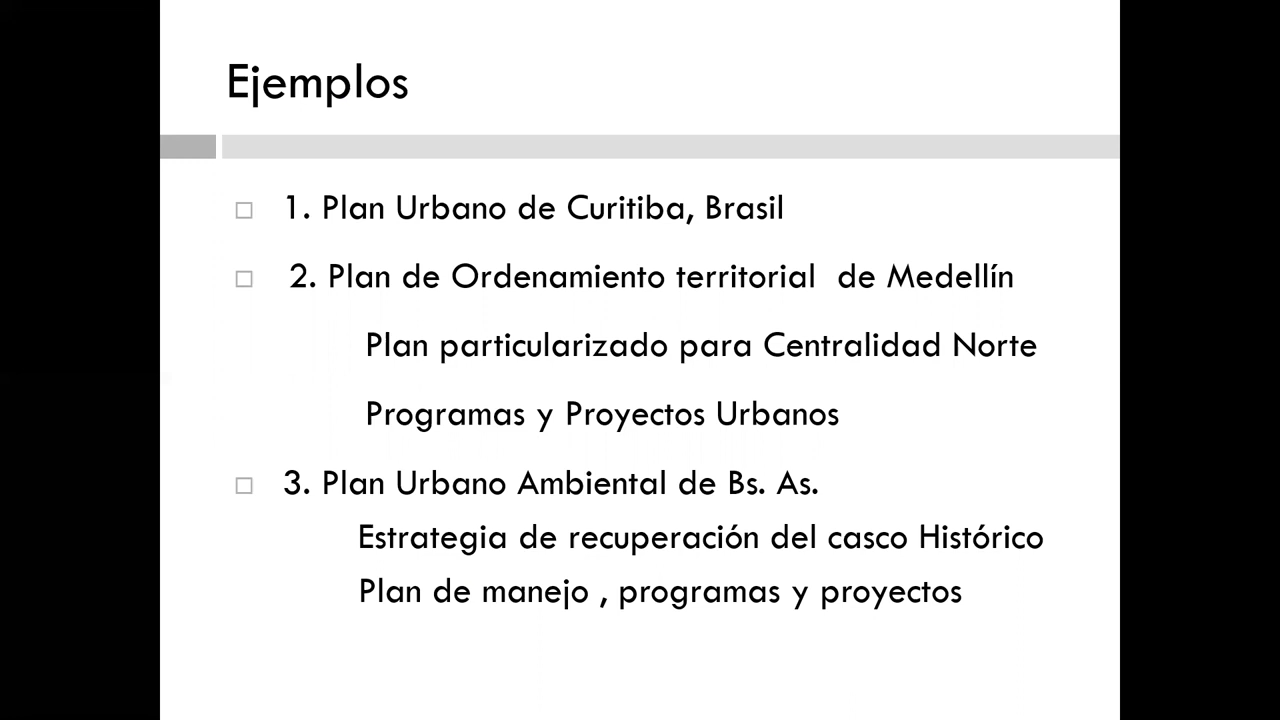 Ejemplos
1. Plan Urbano de Curitiba, Brasil
2. Plan de Ordenamiento territorial de Medellín
Plan particularizado para Centralidad Norte
Programas y Proyectos Urbanos
3. Plan Urbano Ambiental de Bs. As.
Estrategia de recuperación del casco Histórico
Plan de manejo , programas y proyectos